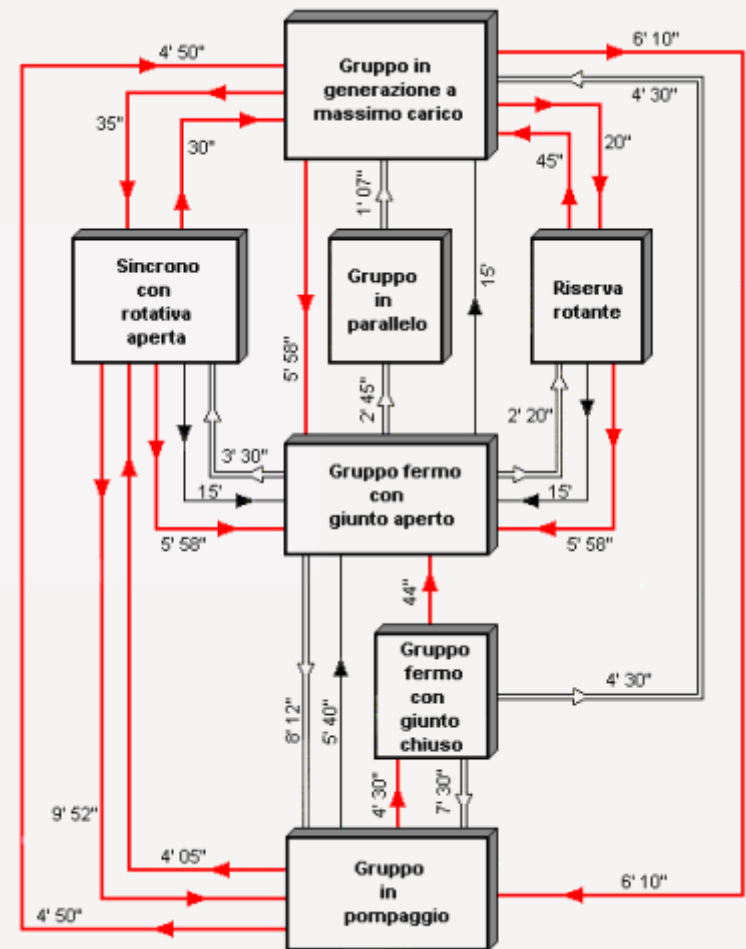 4' 50"
6' 10"
Gruppo in
generazione a
massimo carico
4' 30"
35"
30"
20"
45"
1' 07"
15'
Sincrono
con
rotativa
aperta
Gruppo
in
parallelo
Riserva
rotante
5' 58"
2' 45"
3' 30"
2' 20"
Gruppo fermo
con
giunto aperto
15'
15'
5' 58"
5' 58"
44"
Gruppo
fermo
con
giunto
chiuso
4' 30"
8' 12"
5' 40"
4' 30"
7' 30"
9' 52"
4' 05"
Gruppo
in
pompaggio
6' 10"
4' 50"